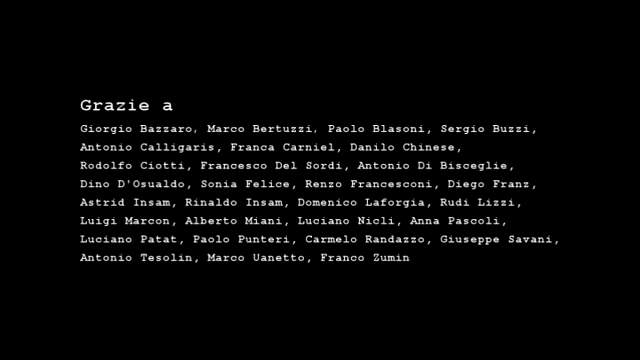 Grazie a
Giorgio Bazzaro, Marco Bertuzzi, Paolo Blasoni, Sergio Buzzi,
Antonio Calligaris, Franca Carniel, Danilo Chinese,
Rodolfo Ciotti, Francesco Del Sordi, Antonio Di Bisceglie,
Dino D'Osualdo, Sonia Felice, Renzo Francesconi, Diego Franz,
Astrid Insam, Rinaldo Insam, Domenico Laforgia, Rudi Lizzi,
Luigi Marcon, Alberto Miani, Luciano Nicli, Anna Pascoli,
Luciano Patat, Paolo Punteri, Carmelo Randazzo, Giuseppe Savani,
Antonio Tesolin, Marco Uanetto, Franco Zumin